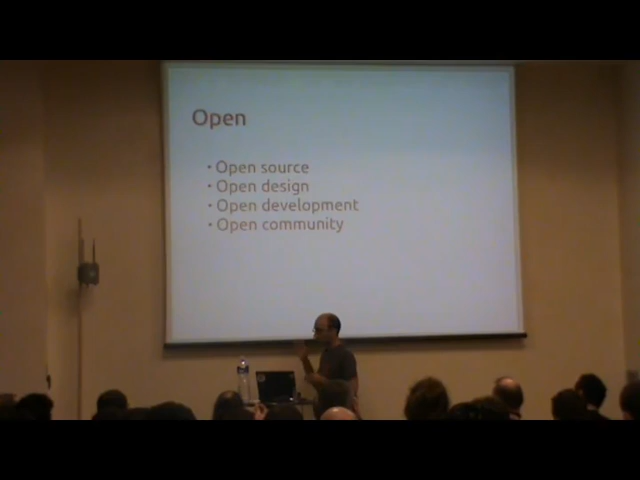 Open
• Open source
• Open design
• Open development
• Open community